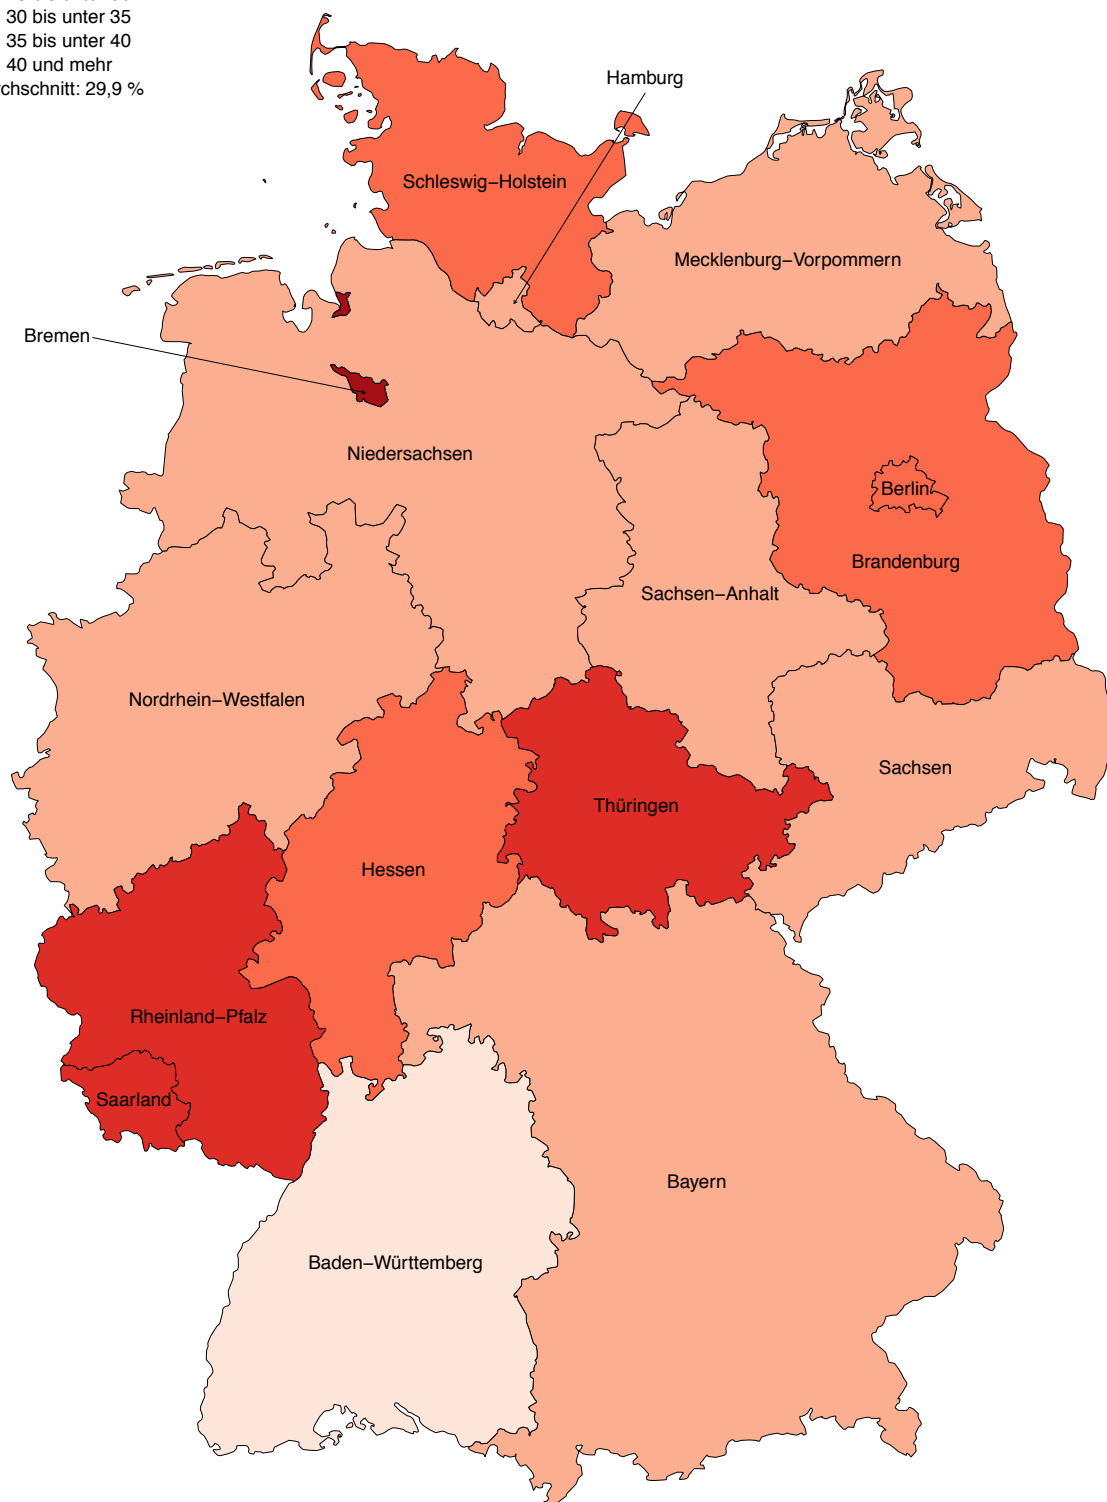 30 bis unter 35
35 bis unter 40
40 und mehr
chschnitt: 29,9 %
Hamburg
Schleswig−Holstein
Mecklenburg−Vorpommern
Bremen
Niedersachsen
Berlin
Brandenburg
Sachsen−Anhalt
Nordrhein−Westfalen
Sachsen
Thüringen
Hessen
Rheinland−Pfalz
Saarland
Bayern
Baden−Württemberg